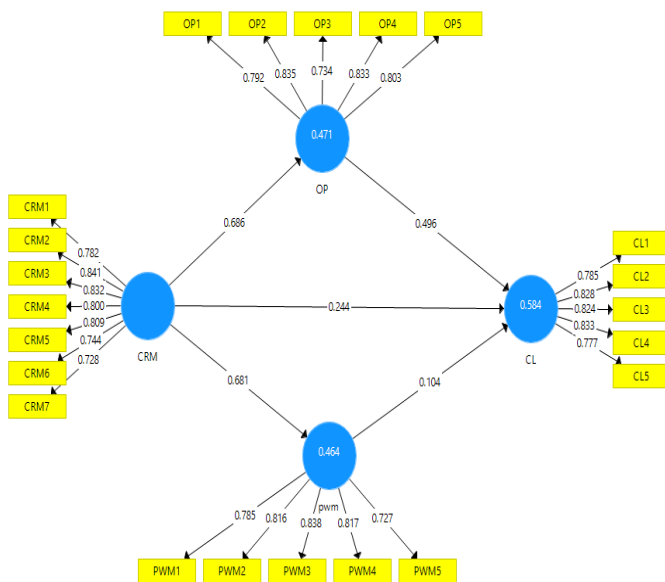 OP1 OP2 OP3 OP4 OP5
0.792 0.835 0.734 0.833 0.803
0.471
OP
0.686
0.496
CRM1
CRM2
CRM3
CRM4
CRM5
CRM6
CRM7
0.782
0.841
0.832
0.800
0.809
0.744
0.728
CRM
0.244
0.584
CL
CL1
CL2
CL3
CL4
CL5
0.785
0.828
0.824
0.833
0.777
0.681
0.104
0.464
pwm
0.785 0.816 0.838 0.817 0.727
PWM1 PWM2 PWM3 PWM4 PWM5